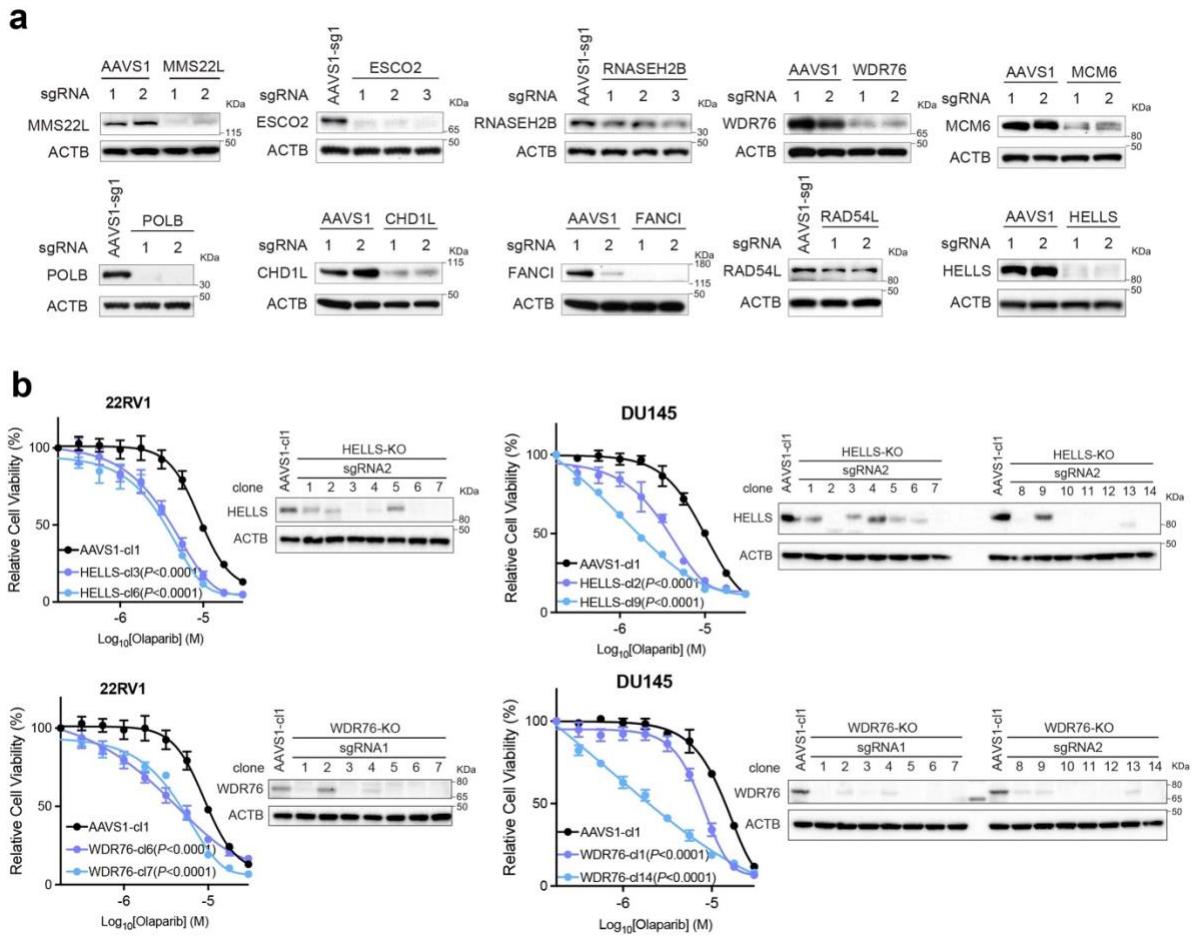 a
AAVS1 MMS22L
sgRNA 1 2 1 2
KDa
MMS22L
115
50
ACTB
AAVS1-sg1
ESCO2
sgRNA 1 2 3
KDa
ESCO2
65
50
ACTB
AAVS1-sg1
RNASEH2B
sgRNA 1 2 3
KDa
RNASEH2B
30
50
ACTB
AAVS1 WDR76
sgRNA 1 2 1 2
KDa
WDR76
65
50
ACTB
AAVS1 MCM6
sgRNA 1 2 1 2
KDa
MCM6
80
50
ACTB
AAVS1-sg1
POLB
sgRNA 1 2
KDa
POLB
30
50
ACTB
AAVS1 CHD1L
sgRNA 1 2 1 2
KDa
CHD1L
115
50
ACTB
AAVS1 FANCI
sgRNA 1 2 1 2
KDa
FANCI
180
115
50
ACTB
AAVS1-sg1
RAD54L
sgRNA 1 2
KDa
RAD54L
80
50
ACTB
AAVS1 HELLS
sgRNA 1 2 1 2
KDa
HELLS
80
50
ACTB
b
22RV1
Relative Cell Viability (%)
100
50
0
AAVS1-cl1
HELLS-cl3(P<0.0001)
HELLS-cl6(P<0.0001)
-6 -5
Log10[Olaparib] (M)
AAVS1-cl1
HELLS-KO
sgRNA2
clone 1 2 3 4 5 6 7
KDa
HELLS
80
50
ACTB
DU145
Relative Cell Viability (%)
100
50
0
AAVS1-cl1
HELLS-cl2(P<0.0001)
HELLS-cl9(P<0.0001)
-6 -5
Log10[Olaparib] (M)
AAVS1-cl1
HELLS-KO
sgRNA2
clone 1 2 3 4 5 6 7
AAVS1-cl1
HELLS-KO
sgRNA2
8 9 10 11 12 13 14
KDa
HELLS
80
50
ACTB
22RV1
Relative Cell Viability (%)
100
50
0
AAVS1-cl1
WDR76-cl6(P<0.0001)
WDR76-cl7(P<0.0001)
-6 -5
Log10[Olaparib] (M)
AAVS1-cl1
WDR76-KO
sgRNA1
clone 1 2 3 4 5 6 7
KDa
WDR76
80
65
50
ACTB
DU145
Relative Cell Viability (%)
100
50
0
AAVS1-cl1
WDR76-cl1(P<0.0001)
WDR76-cl14(P<0.0001)
-6 -5
Log10[Olaparib] (M)
AAVS1-cl1
WDR76-KO
sgRNA1
clone 1 2 3 4 5 6 7
AAVS1-cl1
WDR76-KO
sgRNA2
8 9 10 11 12 13 14
KDa
WDR76
80
65
50
ACTB